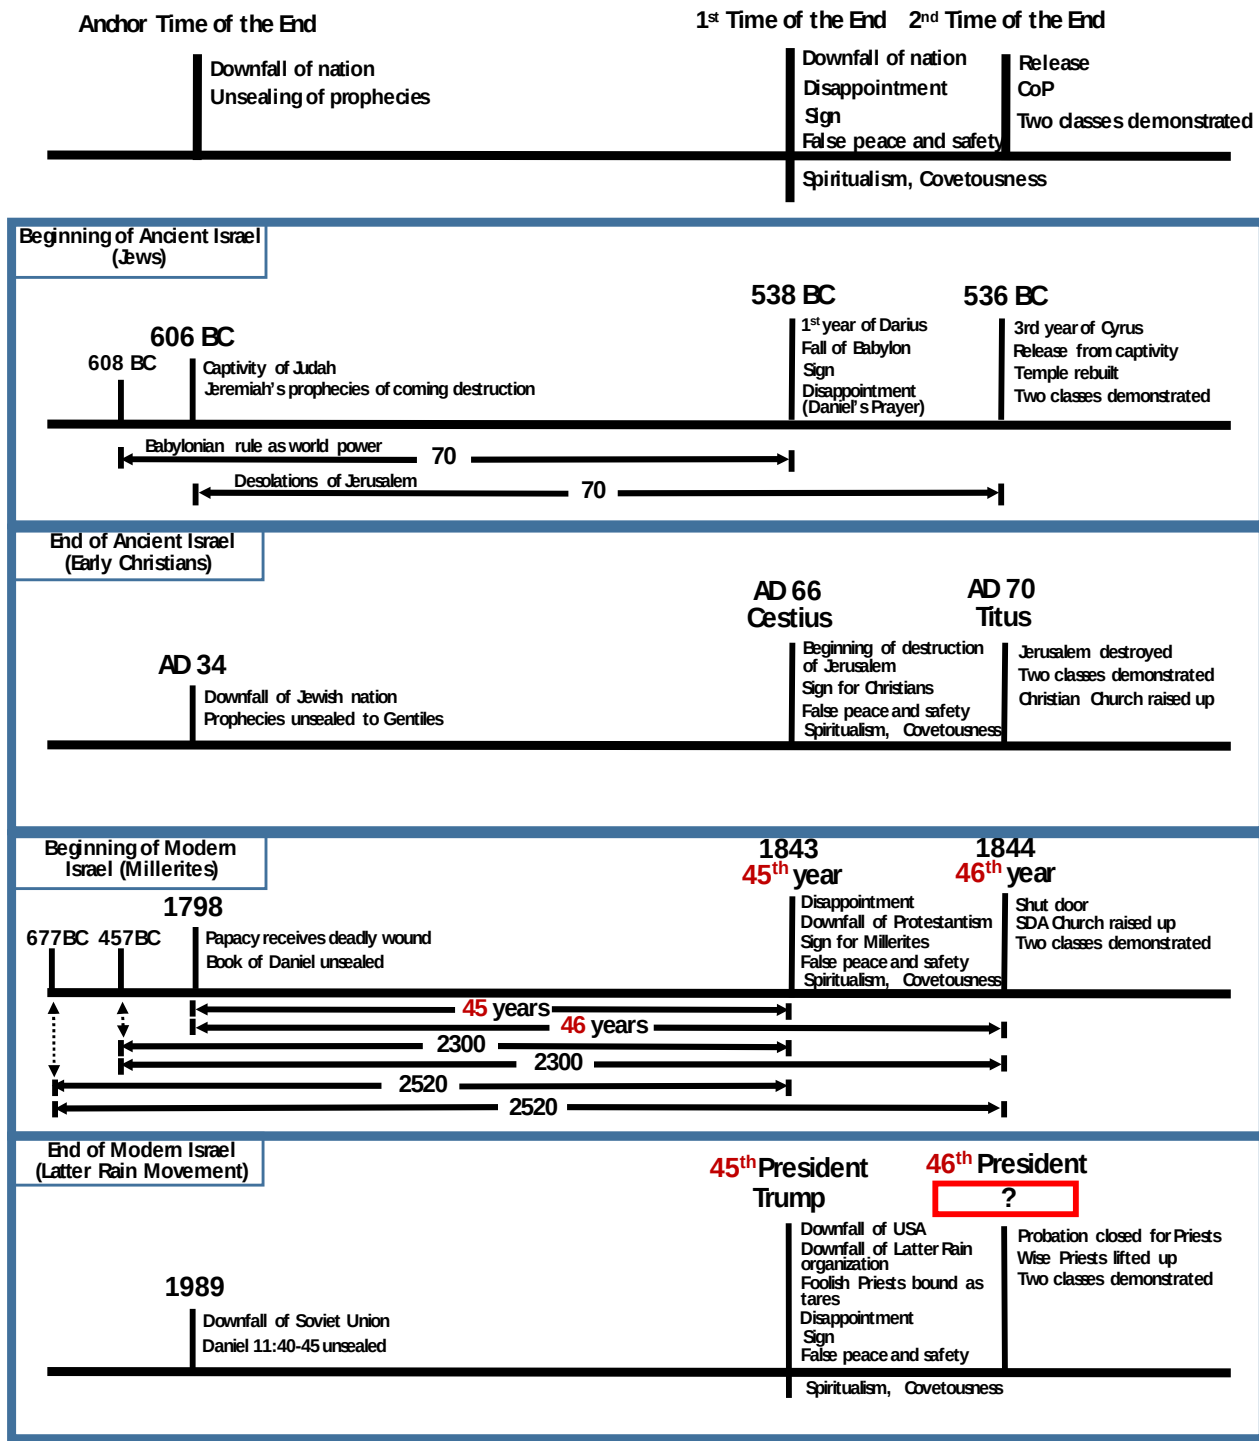 Anchor Time of the End
1st Time of the End
2nd Time of the End
Downfall of nation
Unsealing of prophecies
Downfall of nation
Disappointment
Sign
False peace and safety
Spiritualism, Covetousness
Release
CoP
Two classes demonstrated
Beginning of Ancient Israel
(Jews)
608 BC
606 BC
Captivity of Judah
Jeremiah's prophecies of coming destruction
538 BC
1st year of Darius
Fall of Babylon
Sign
Disappointment
(Daniel's Prayer)
536 BC
3rd year of Cyrus
Release from captivity
Temple rebuilt
Two classes demonstrated
Babylonian rule as world power
70
Desolations of Jerusalem
70
End of Ancient Israel
(Early Christians)
AD 34
Downfall of Jewish nation
Prophecies unsealed to Gentiles
AD 66
Cestius
Beginning of destruction
of Jerusalem
Sign for Christians
False peace and safety
Spiritualism, Covetousness
AD 70
Titus
Jerusalem destroyed
Two classes demonstrated
Christian Church raised up
Beginning of Modern
Israel (Millerites)
677BC
457BC
1798
Papacy receives deadly wound
Book of Daniel unsealed
1843
45th year
Disappointment
Downfall of Protestantism
Sign for Millerites
False peace and safety
Spiritualism, Covetousness
1844
46th year
Shut door
SDA Church raised up
Two classes demonstrated
45 years
46 years
2300
2300
2520
2520
End of Modern Israel
(Latter Rain Movement)
1989
Downfall of Soviet Union
Daniel 11:40-45 unsealed
45th President
Trump
Downfall of USA
Downfall of Latter Rain
organization
Foolish Priests bound as
tares
Disappointment
Sign
False peace and safety
Spiritualism, Covetousness
46th President
?
Probation closed for Priests
Wise Priests lifted up
Two classes demonstrated